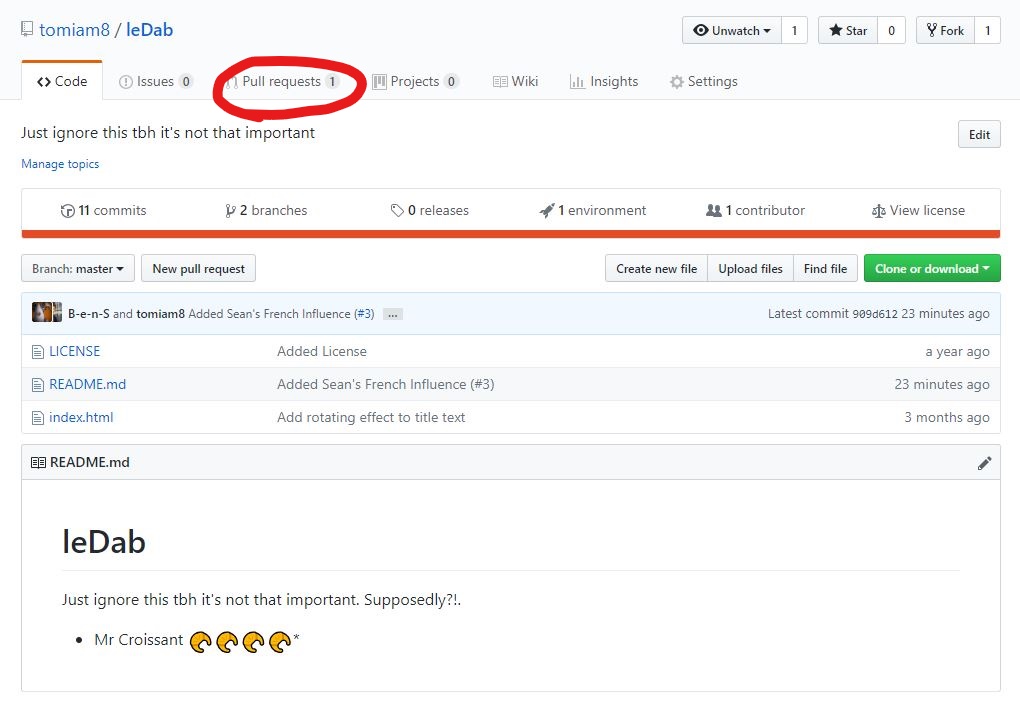 tomiam8 / leDab
Unwatch 1 Star 0 Fork 1
Code Issues 0 Pull requests 1 Projects 0 Wiki Insights Settings
Just ignore this tbh it's not that important
Edit
Manage topics
11 commits 2 branches 0 releases 1 environment 1 contributor View license
Branch: master New pull request Create new file Upload files Find file Clone or download
B-e-n-S and tomiam8 Added Sean's French Influence (#3) ... Latest commit 909d612 23 minutes ago
LICENSE Added License a year ago
README.md Added Sean's French Influence (#3) 23 minutes ago
index.html Add rotating effect to title text 3 months ago
README.md
leDab
Just ignore this tbh it's not that important. Supposedly?!.
• Mr Croissant 🥐🥐🥐🥐*